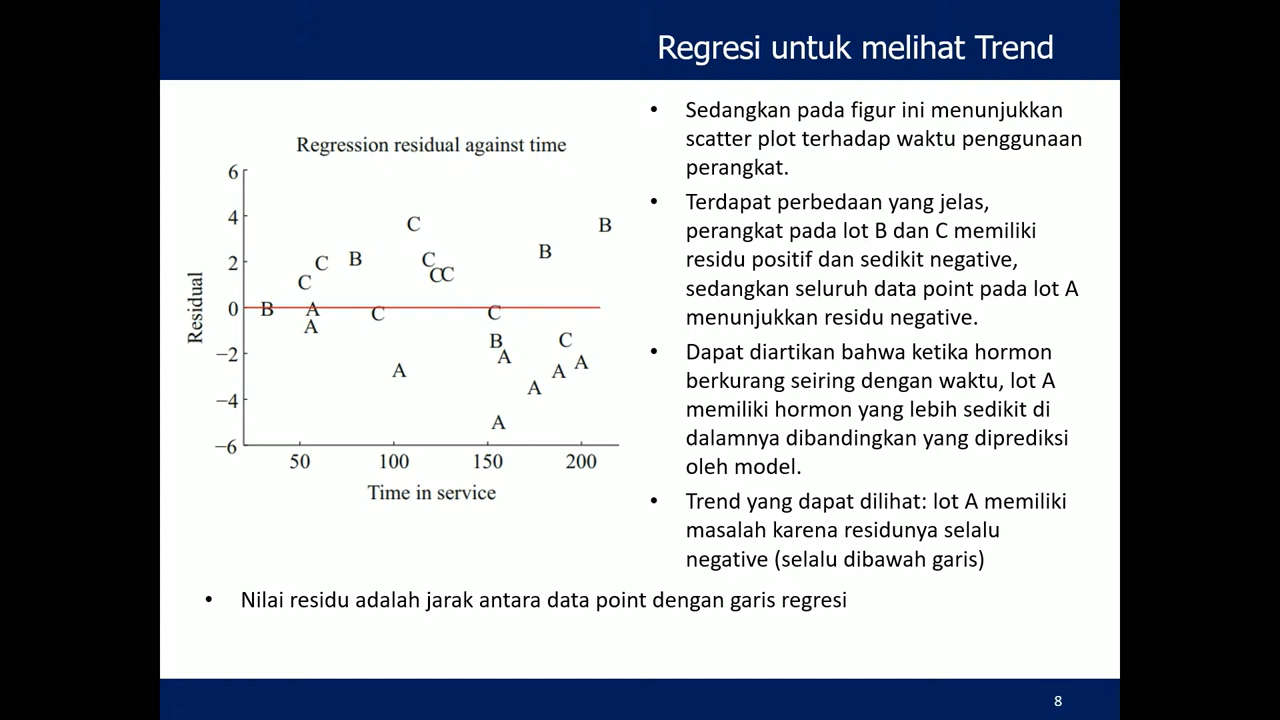 Regresi untuk melihat Trend
Regression residual against time
6
4
2
0
−2
−4
−6
Residual
C
B
C
B
C
B
C
C
C
B
A
A
C
C
B
A
C
A
A
A
A
A
50
100
150
200
Time in service
• Sedangkan pada figur ini menunjukkan
scatter plot terhadap waktu penggunaan
perangkat.
• Terdapat perbedaan yang jelas,
perangkat pada lot B dan C memiliki
residu positif dan sedikit negative,
sedangkan seluruh data point pada lot A
menunjukkan residu negative.
• Dapat diartikan bahwa ketika hormon
berkurang seiring dengan waktu, lot A
memiliki hormon yang lebih sedikit di
dalamnya dibandingkan yang diprediksi
oleh model.
• Trend yang dapat dilihat: lot A memiliki
masalah karena residunya selalu
negative (selalu dibawah garis)
• Nilai residu adalah jarak antara data point dengan garis regresi
8